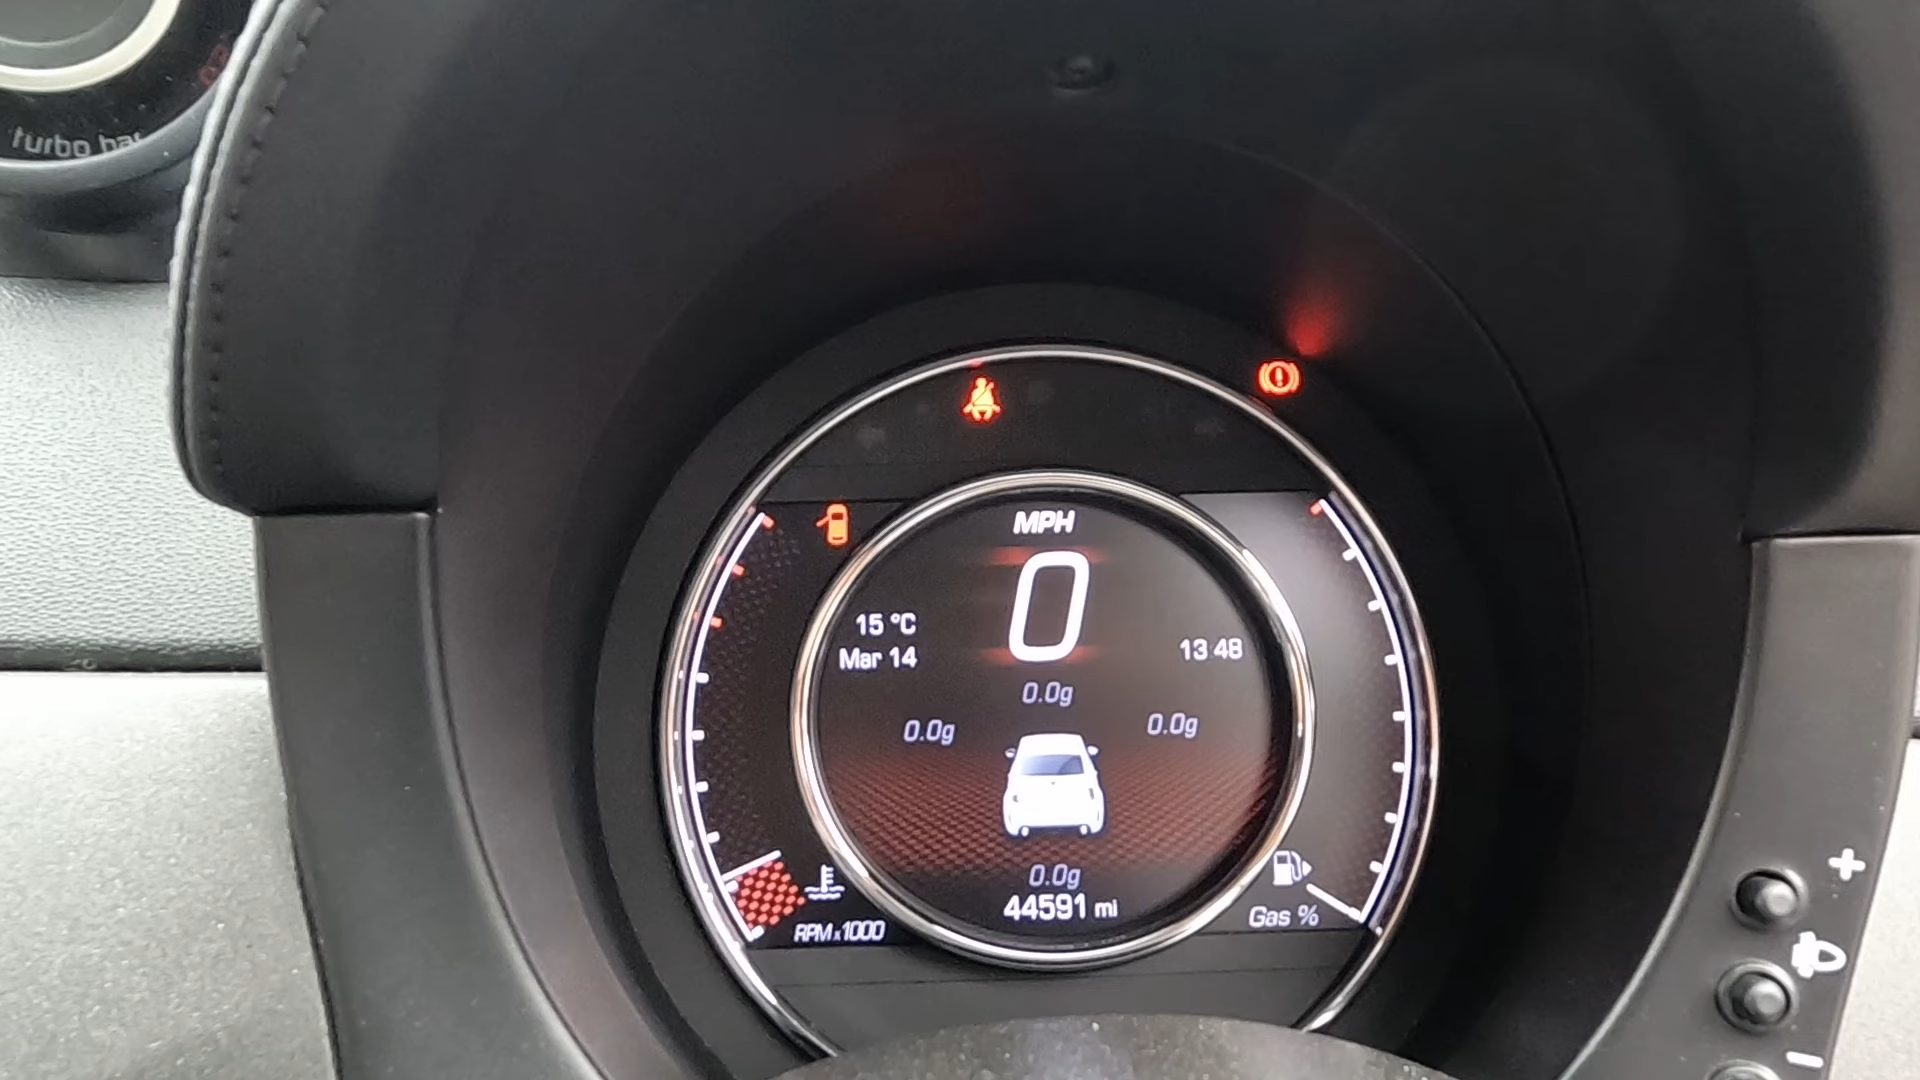 turbo bar
MPH
0
15 °C
Mar 14
13 48
0.0g
0.0g
0.0g
0.0g
44591 mi
RPM x1000
Gas %
+
−